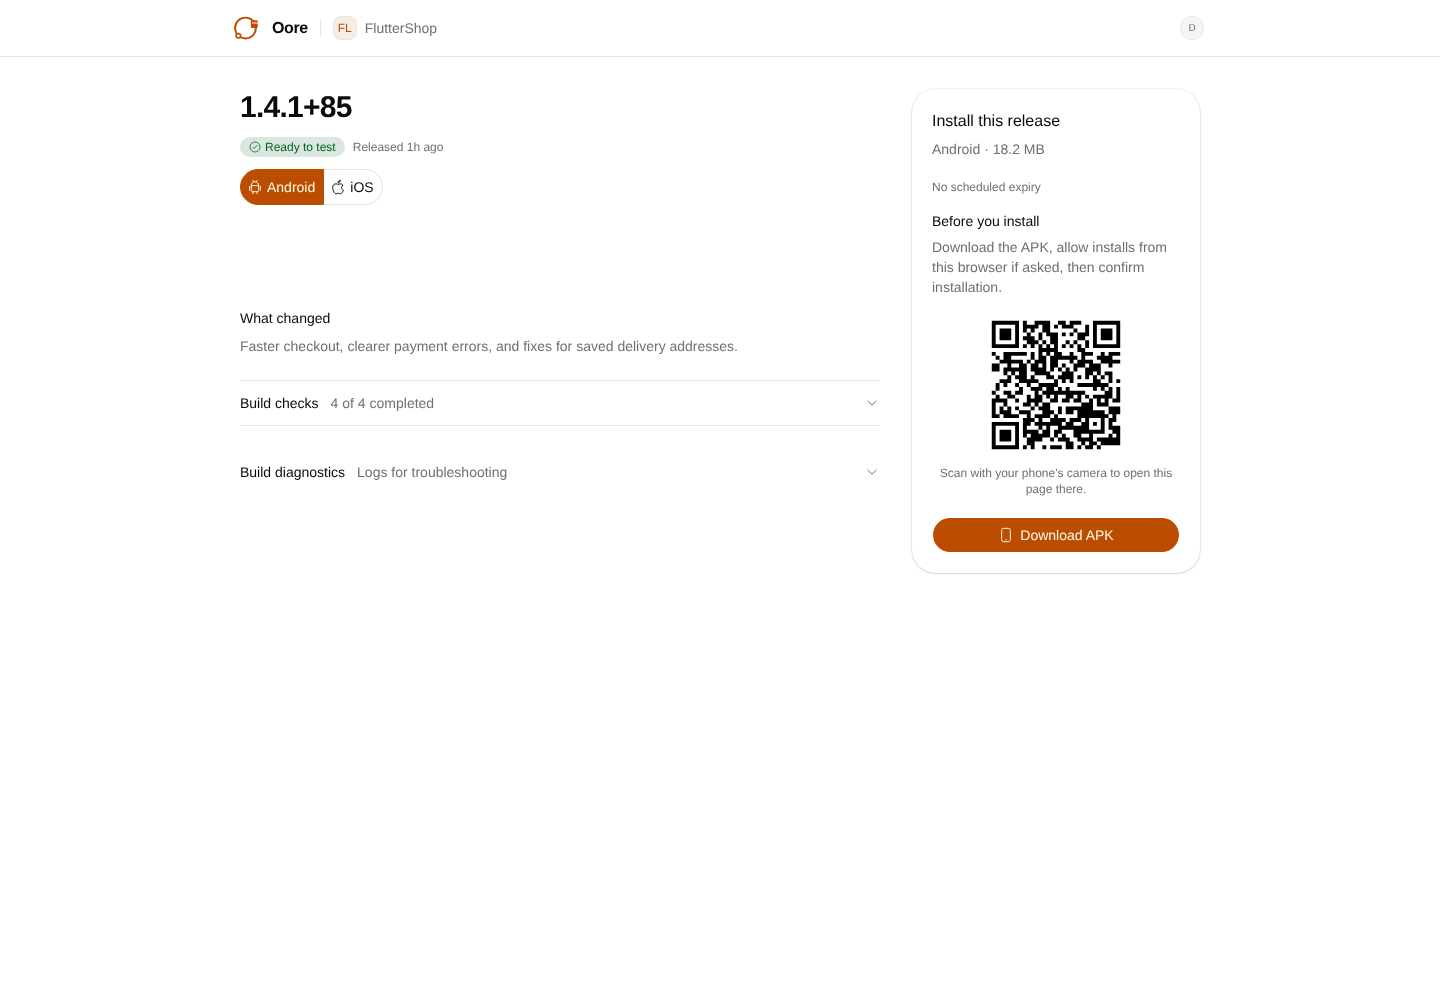 Oore
FL
FlutterShop
D
1.4.1+85
Ready to test
Released 1h ago
Android
iOS
What changed
Faster checkout, clearer payment errors, and fixes for saved delivery addresses.
Build checks
4 of 4 completed
Build diagnostics
Logs for troubleshooting
Install this release
Android · 18.2 MB
No scheduled expiry
Before you install
Download the APK, allow installs from
this browser if asked, then confirm
installation.
Scan with your phone's camera to open this
page there.
Download APK